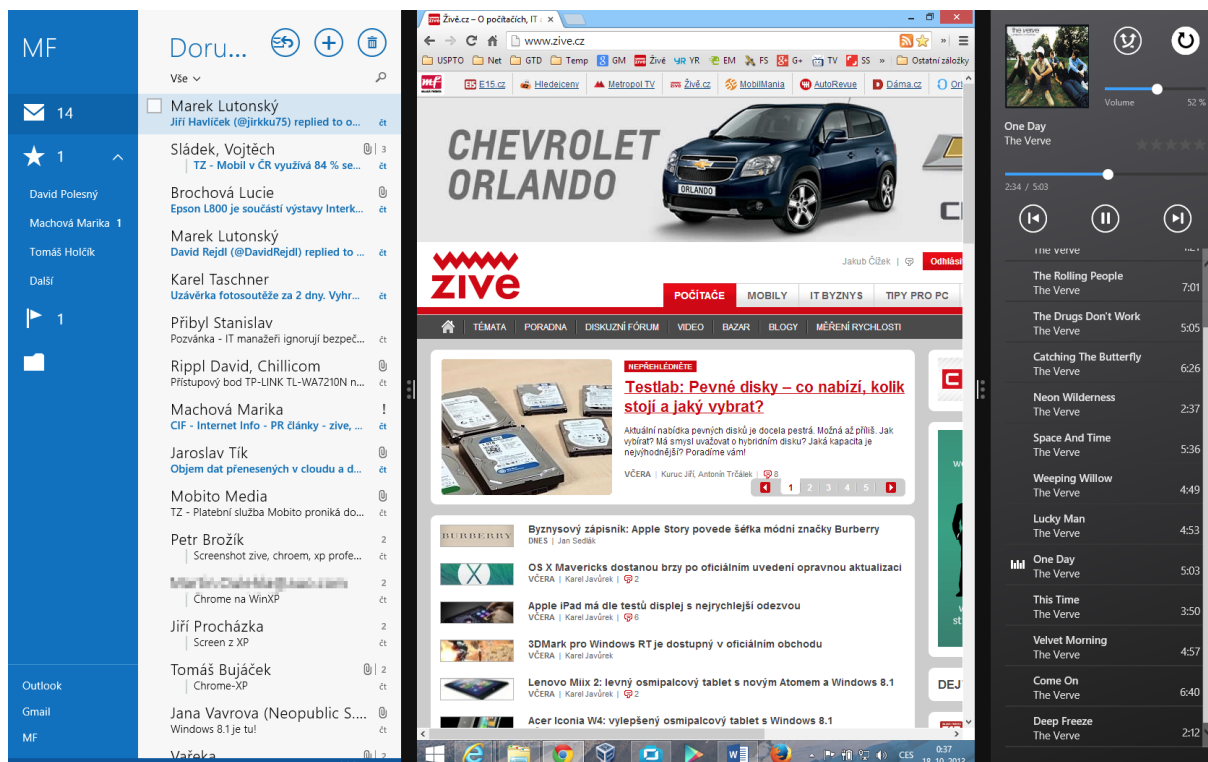 MF
14
1
David Polesný
Machová Marika 1
Tomáš Holčík
Další
1
Outlook
Gmail
MF
Doru...
Vše
Marek Lutonský
Jiří Havlíček (@jirkku75) replied to o... čt
Sládek, Vojtěch 3
TZ - Mobil v ČR využívá 84 % se... čt
Brochová Lucie
Epson L800 je součástí výstavy Interk... čt
Marek Lutonský
David Rejdl (@DavidRejdl) replied to ... čt
Karel Taschner
Uzávěrka fotosoutěže za 2 dny. Vyhr... čt
Přibyl Stanislav
Pozvánka - IT manažeři ignorují bezpeč... čt
Rippl David, Chillicom
Přístupový bod TP-LINK TL-WA7210N n... čt
Machová Marika !
CIF - Internet Info - PR články - zive, ... čt
Jaroslav Tík
Objem dat přenesených v cloudu a d... čt
Mobito Media
TZ - Platební služba Mobito proniká do... čt
Petr Brožík 2
Screenshot zive, chroem, xp profe... čt
2
Chrome na WinXP čt
Jiří Procházka 2
Screen z XP čt
Tomáš Bujáček 2
Chrome-XP čt
Jana Vavrova (Neopublic S....
Windows 8.1 je tu! čt
Vařeka 2
Živě.cz – O počítačích, IT
www.zive.cz
USPTO Net GTD Temp GM Živě YR EM FS G+ TV SS » Ostatní záložky
mf E15.cz Hledejceny Metropol TV Živě.cz MobilMania AutoRevue Dáma.cz
CHEVROLET
ORLANDO
ORLANDO
živě
Jakub Čížek | Odhlási
POČÍTAČE MOBILY IT BYZNYS TIPY PRO PC
TÉMATA PORADNA DISKUZNÍ FÓRUM VIDEO BAZAR BLOGY MĚŘENÍ RYCHLOSTI
NEPŘEHLÉDNĚTE
Testlab: Pevné disky – co nabízí, kolik
stojí a jaký vybrat?
Aktuální nabídka pevných disků je docela pestrá. Možná až příliš. Jak
vybírat? Má smysl uvažovat o hybridním disku? Jaká kapacita je
nejvýhodnější? Poradíme vám!
VČERA | Kuruc Jiří, Antonín Trčálek | 8
1 2 3 4 5
BURBERRY
Byznysový zápisník: Apple Story povede šéfka módní značky Burberry
DNES | Jan Sedlák
OS X Mavericks dostanou brzy po oficiálním uvedení opravnou aktualizaci
VČERA | Karel Javůrek | 2
Apple iPad má dle testů displej s nejrychlejší odezvou
VČERA | Karel Javůrek | 6
3DMark pro Windows RT je dostupný v oficiálním obchodu
VČERA | Karel Javůrek
Lenovo Miix 2: levný osmipalcový tablet s novým Atomem a Windows 8.1
VČERA | Karel Javůrek | 2
Acer Iconia W4: vylepšený osmipalcový tablet s Windows 8.1
CES
0:37
18. 10. 2013
the verve
Volume 52 %
One Day
The Verve
2:34 / 5:03
The Verve
The Rolling People
The Verve 7:01
The Drugs Don't Work
The Verve 5:05
Catching The Butterfly
The Verve 6:26
Neon Wilderness
The Verve 2:37
Space And Time
The Verve 5:36
Weeping Willow
The Verve 4:49
Lucky Man
The Verve 4:53
One Day
The Verve 5:03
This Time
The Verve 3:50
Velvet Morning
The Verve 4:57
Come On
The Verve 6:40
Deep Freeze
The Verve 2:12